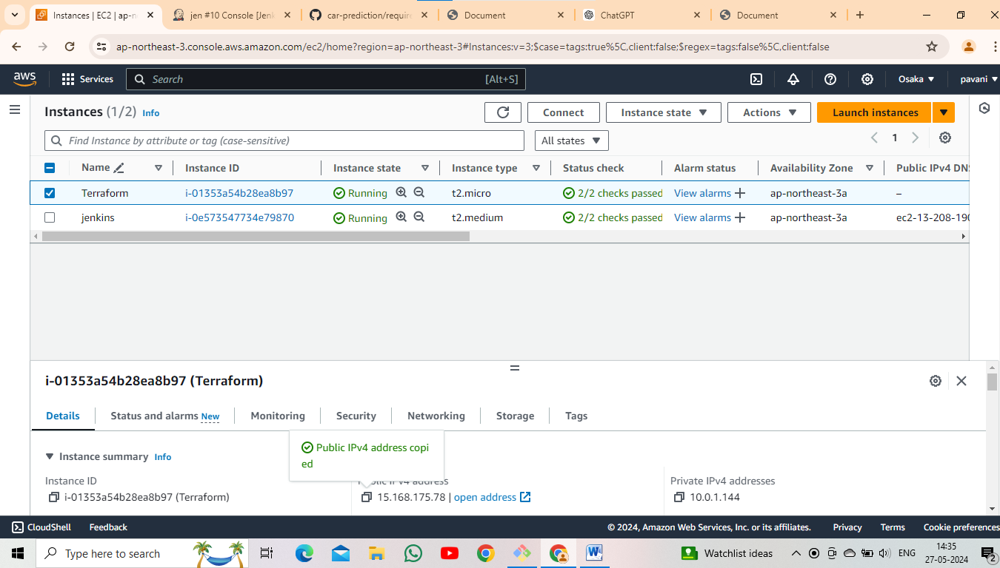 Instances | EC2 | ap-n
jen #10 Console [Jenk
car-prediction/require
Document
ChatGPT
Document
ap-northeast-3.console.aws.amazon.com/ec2/home?region=ap-northeast-3#Instances:v=3;$case=tags:true%5C,client:false;$regex=tags:false%5C,client:false
aws
Services
Search
[Alt+S]
Osaka
pavani
Instances (1/2) Info
Connect
Instance state
Actions
Launch instances
Find Instance by attribute or tag (case-sensitive)
All states
1
Name Instance ID Instance state Instance type Status check Alarm status Availability Zone Public IPv4 DN
Terraform i-01353a54b28ea8b97 Running t2.micro 2/2 checks passed View alarms ap-northeast-3a –
jenkins i-0e573547734e79870 Running t2.medium 2/2 checks passed View alarms ap-northeast-3a ec2-13-208-190
i-01353a54b28ea8b97 (Terraform)
Details Status and alarms New Monitoring Security Networking Storage Tags
Public IPv4 address copi
ed
Instance summary Info
Instance ID
i-01353a54b28ea8b97 (Terraform)
Public IPv4 address
15.168.175.78 | open address
Private IPv4 addresses
10.0.1.144
CloudShell Feedback
© 2024, Amazon Web Services, Inc. or its affiliates. Privacy Terms Cookie preferences
Type here to search
W
Watchlist ideas
ENG
14:35
27-05-2024
2